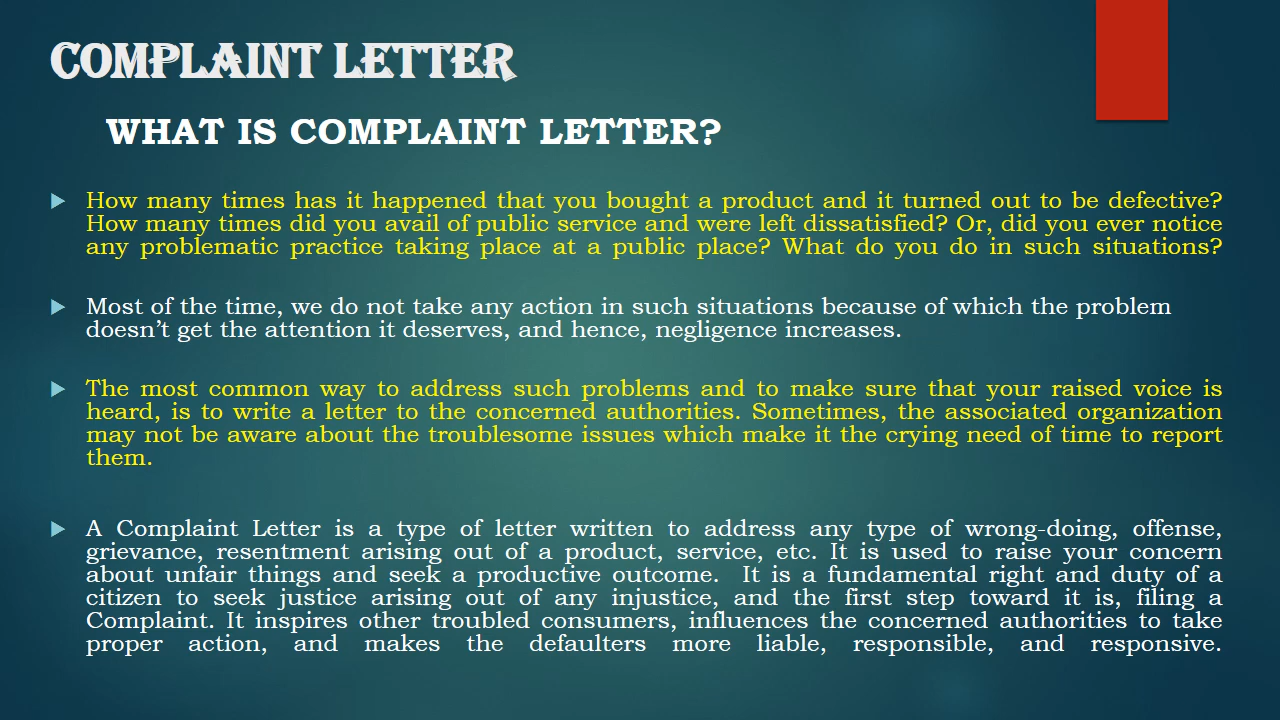 COMPLAINT LETTER
WHAT IS COMPLAINT LETTER?
How many times has it happened that you bought a product and it turned out to be defective?
How many times did you avail of public service and were left dissatisfied? Or, did you ever notice
any problematic practice taking place at a public place? What do you do in such situations?
Most of the time, we do not take any action in such situations because of which the problem
doesn’t get the attention it deserves, and hence, negligence increases.
The most common way to address such problems and to make sure that your raised voice is
heard, is to write a letter to the concerned authorities. Sometimes, the associated organization
may not be aware about the troublesome issues which make it the crying need of time to report
them.
A Complaint Letter is a type of letter written to address any type of wrong-doing, offense,
grievance, resentment arising out of a product, service, etc. It is used to raise your concern
about unfair things and seek a productive outcome.  It is a fundamental right and duty of a
citizen to seek justice arising out of any injustice, and the first step toward it is, filing a
Complaint. It inspires other troubled consumers, influences the concerned authorities to take
proper action, and makes the defaulters more liable, responsible, and responsive.